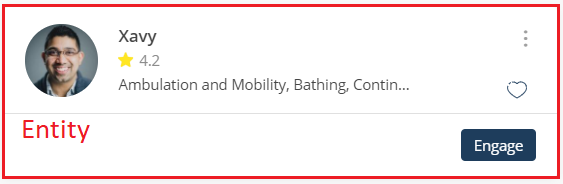 Xavy
4.2
Ambulation and Mobility, Bathing, Contin...
Entity
Engage